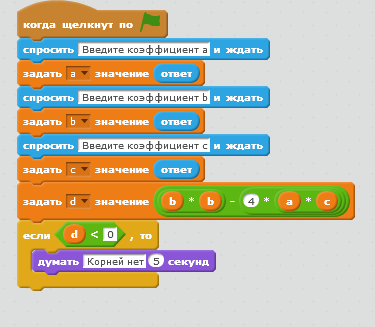 когда щелкнут по
спросить Введите коэффициент a и ждать
задать a значение ответ
спросить Введите коэффициент b и ждать
задать b значение ответ
спросить Введите коэффициент c и ждать
задать c значение ответ
задать d значение b * b - 4 * a * c
если d < 0 , то
думать Корней нет 5 секунд